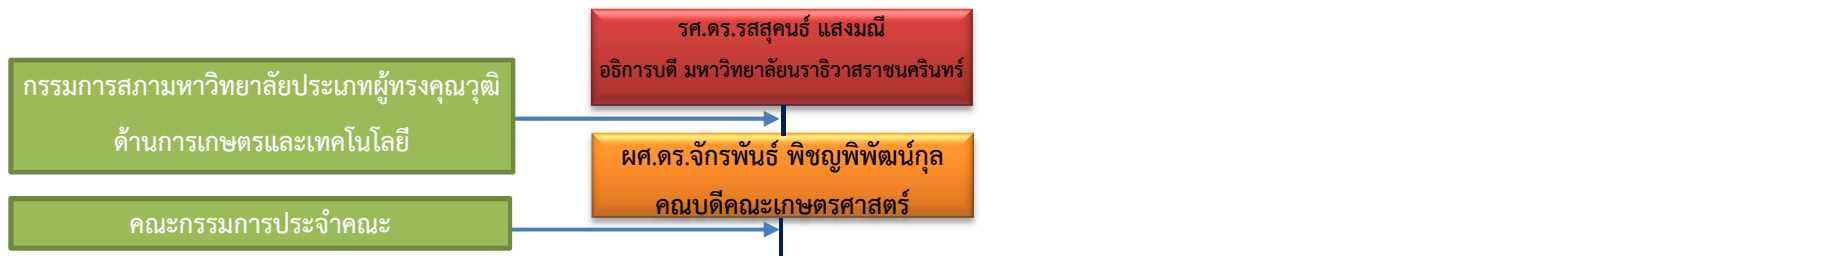 รศ.ดร.รสสุคนธ์ แสงมณี
อธิการบดี มหาวิทยาลัยนราธิวาสราชนครินทร์
กรรมการสภามหาวิทยาลัยประเภทผู้ทรงคุณวุฒิ
ด้านการเกษตรและเทคโนโลยี
ผศ.ดร.จักรพันธ์ พิชญพิพัฒน์กุล
คณบดีคณะเกษตรศาสตร์
คณะกรรมการประจำคณะ